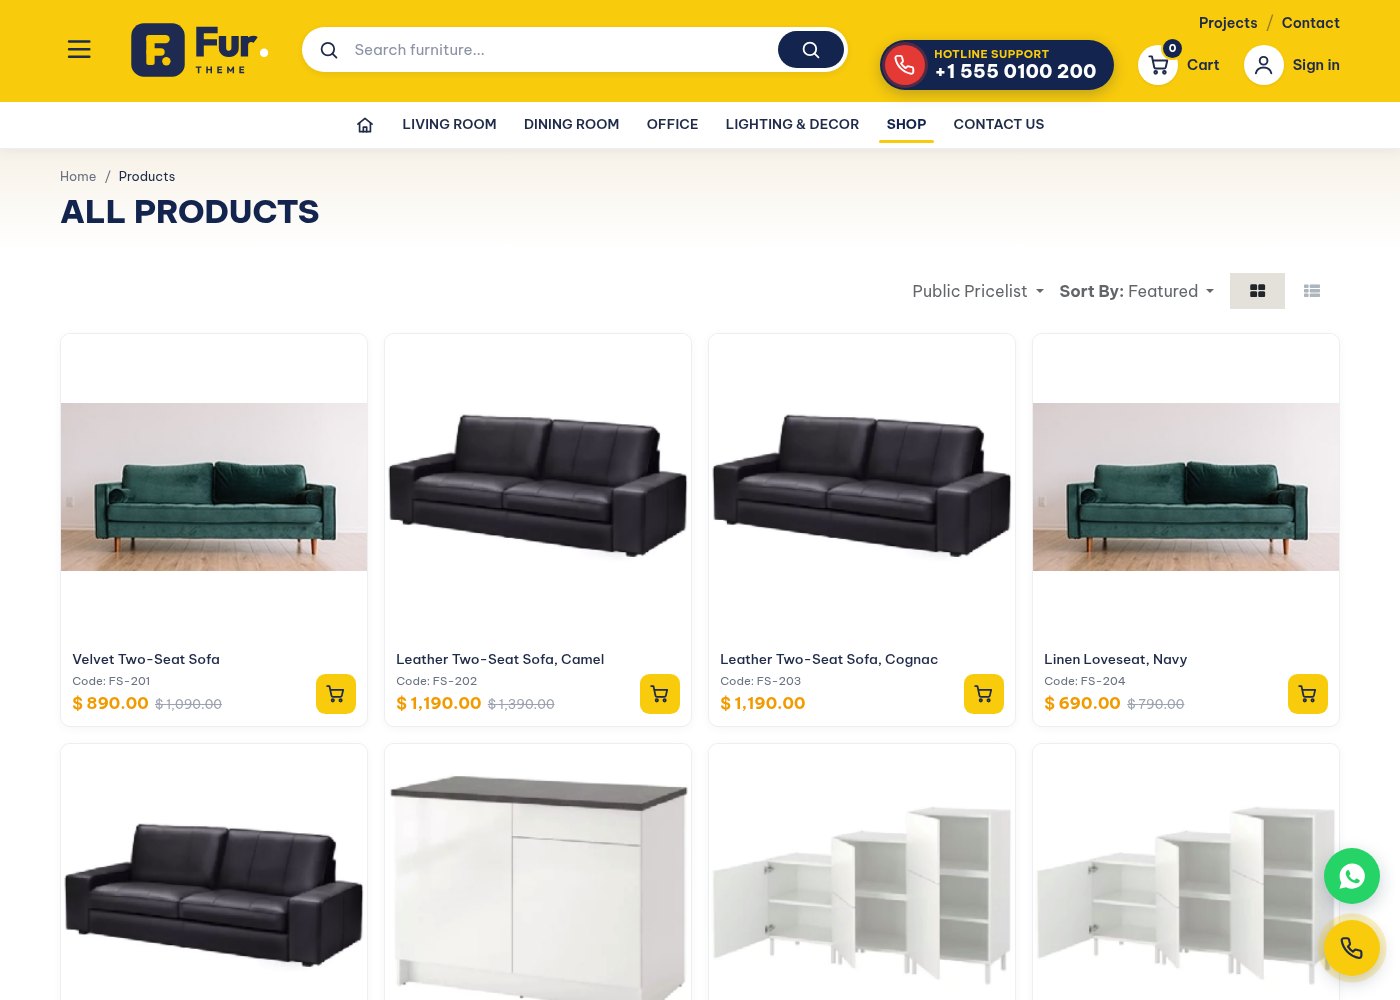 Projects / Contact
F. Fur.
THEME
Search furniture...
HOTLINE SUPPORT
+1 555 0100 200
0
Cart
Sign in
LIVING ROOM
DINING ROOM
OFFICE
LIGHTING & DECOR
SHOP
CONTACT US
Home / Products
ALL PRODUCTS
Public Pricelist
Sort By: Featured
Velvet Two-Seat Sofa
Code: FS-201
$ 890.00 $ 1,090.00
Leather Two-Seat Sofa, Camel
Code: FS-202
$ 1,190.00 $ 1,390.00
Leather Two-Seat Sofa, Cognac
Code: FS-203
$ 1,190.00
Linen Loveseat, Navy
Code: FS-204
$ 690.00 $ 790.00